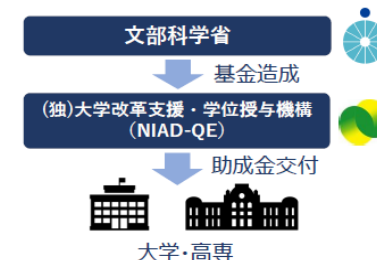 文部科学省
基金造成
(独)大学改革支援・学位授与機構
(NIAD-QE)
助成金交付
大学・高専